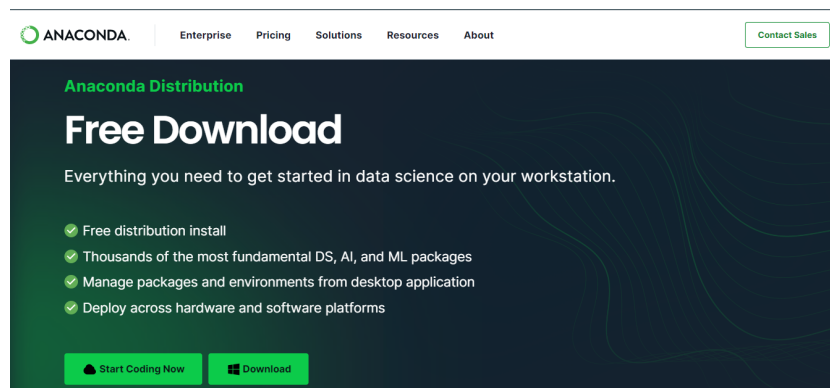 ANACONDA.
Enterprise Pricing Solutions Resources About
Contact Sales
Anaconda Distribution
Free Download
Everything you need to get started in data science on your workstation.
Free distribution install
Thousands of the most fundamental DS, AI, and ML packages
Manage packages and environments from desktop application
Deploy across hardware and software platforms
Start Coding Now
Download